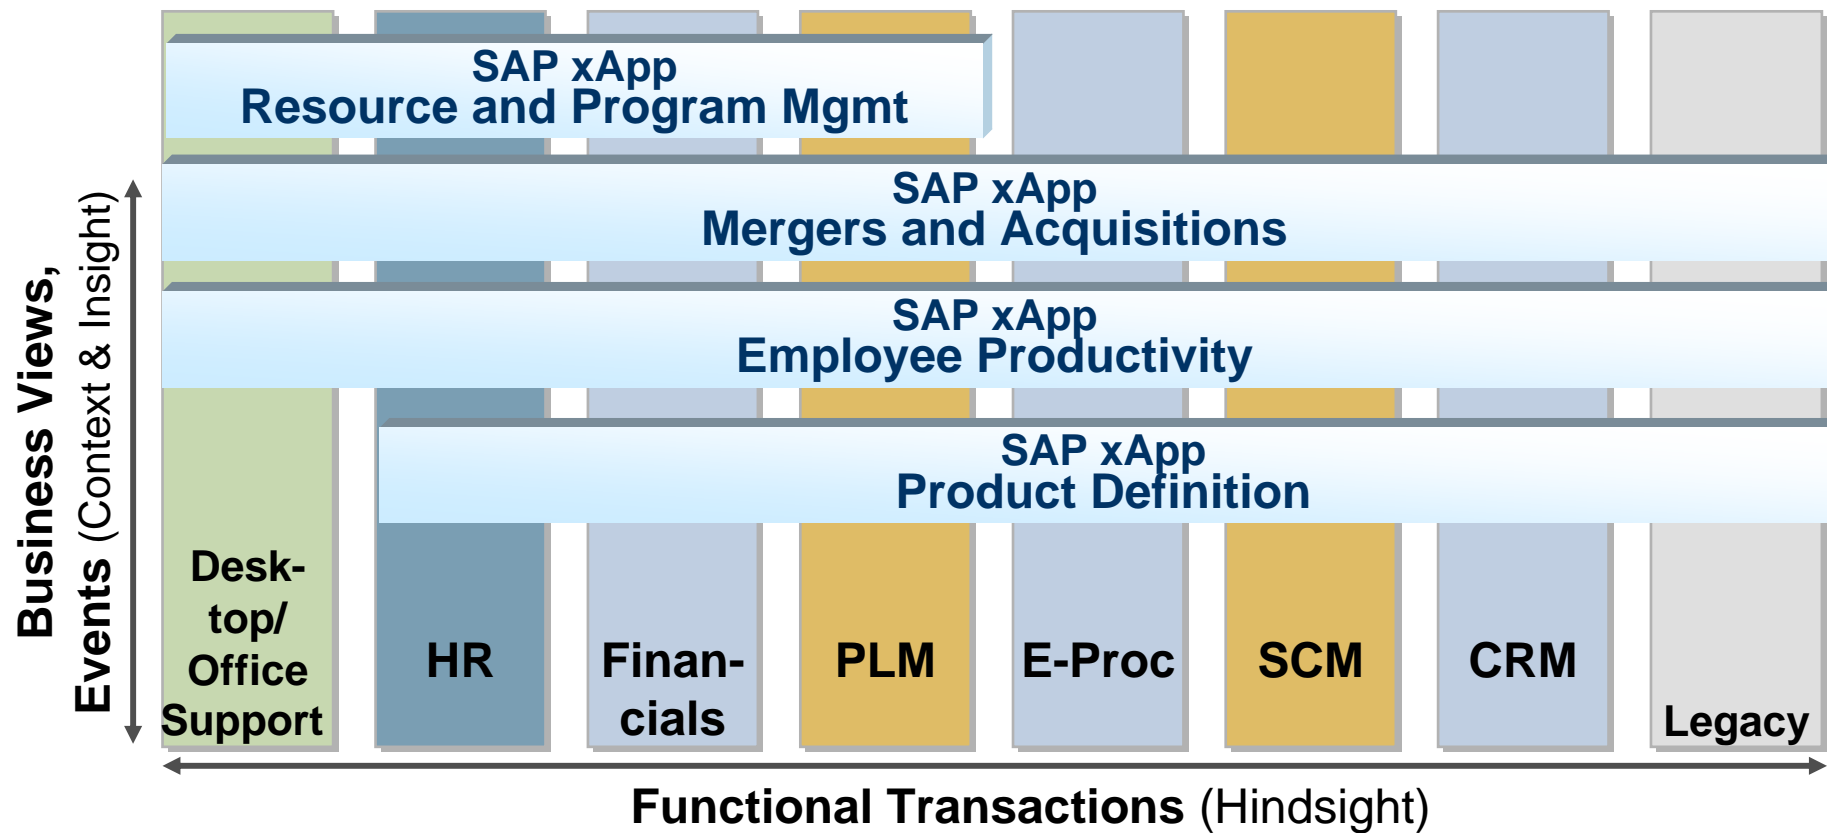 SAP xApp
Resource and Program Mgmt
SAP xApp
Mergers and Acquisitions
SAP xApp
Employee Productivity
SAP xApp
Product Definition
Business Views,
Events (Context & Insight)
Desk-
top/
Office
Support
HR
Finan-
cials
PLM
E-Proc
SCM
CRM
Legacy
Functional Transactions (Hindsight)